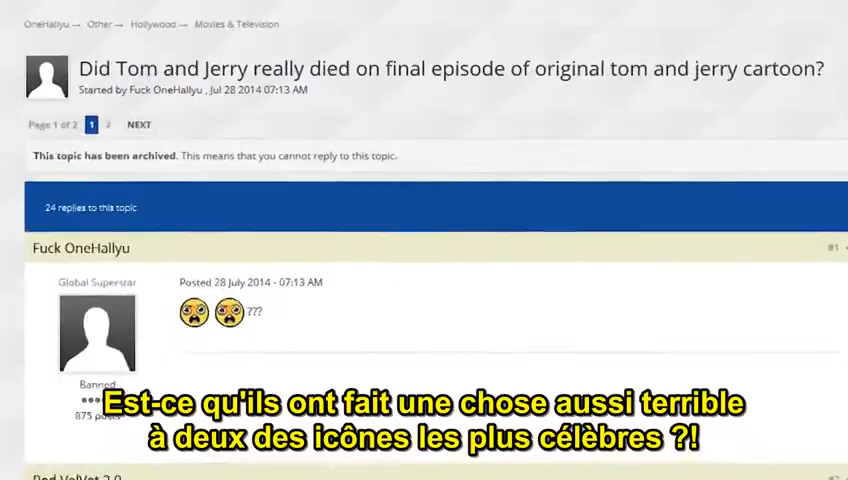 OneHallyu → Other → Hollywood → Movies & Television
Did Tom and Jerry really died on final episode of original tom and jerry cartoon?
Started by Fuck OneHallyu , Jul 28 2014 07:13 AM
Page 1 of 2 1 2 NEXT
This topic has been archived. This means that you cannot reply to this topic.
24 replies to this topic
Fuck OneHallyu #1
Global Superstar
Posted 28 July 2014 - 07:13 AM
???
Banned
875 posts
Est-ce qu'ils ont fait une chose aussi terrible
à deux des icônes les plus célèbres ?!